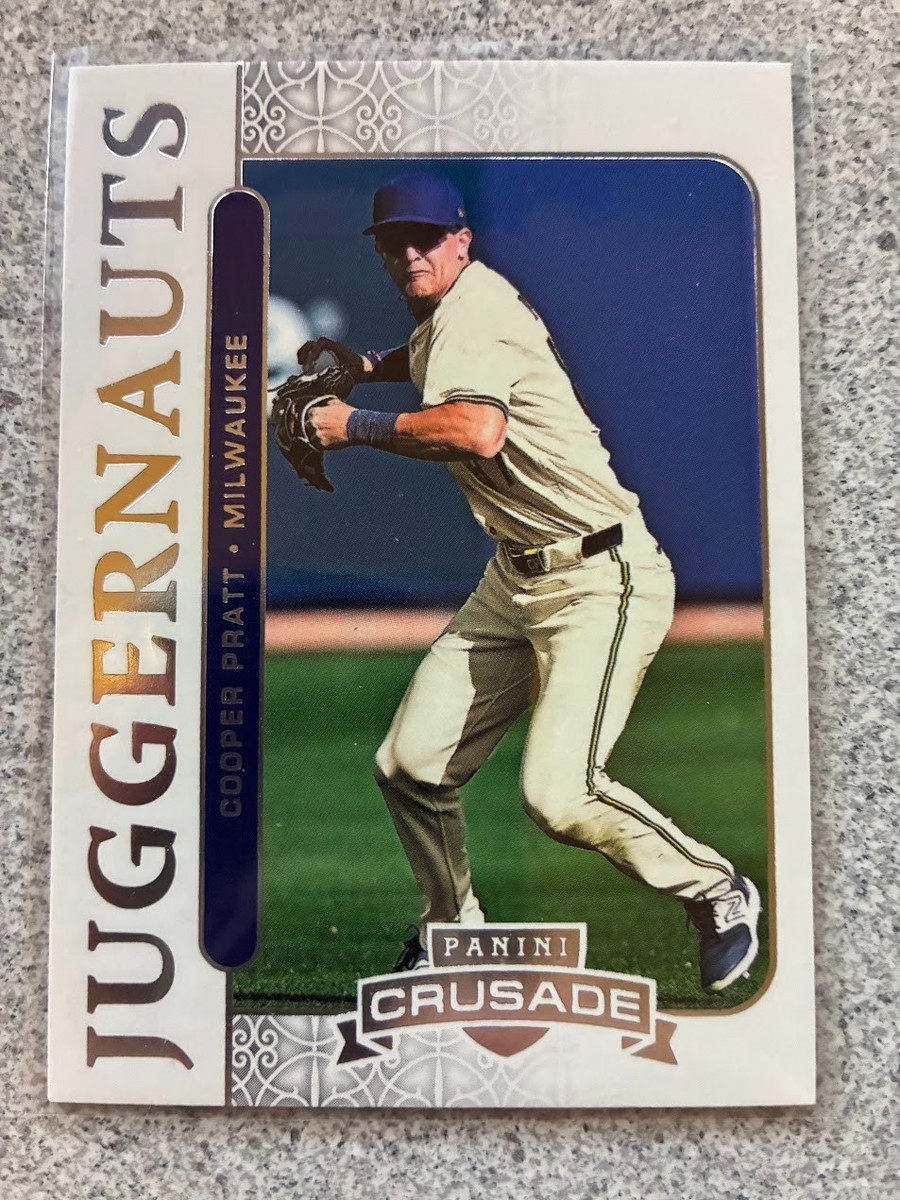 JUGGERNAUTS
COOPER PRATT • MILWAUKEE
PANINI
CRUSADE